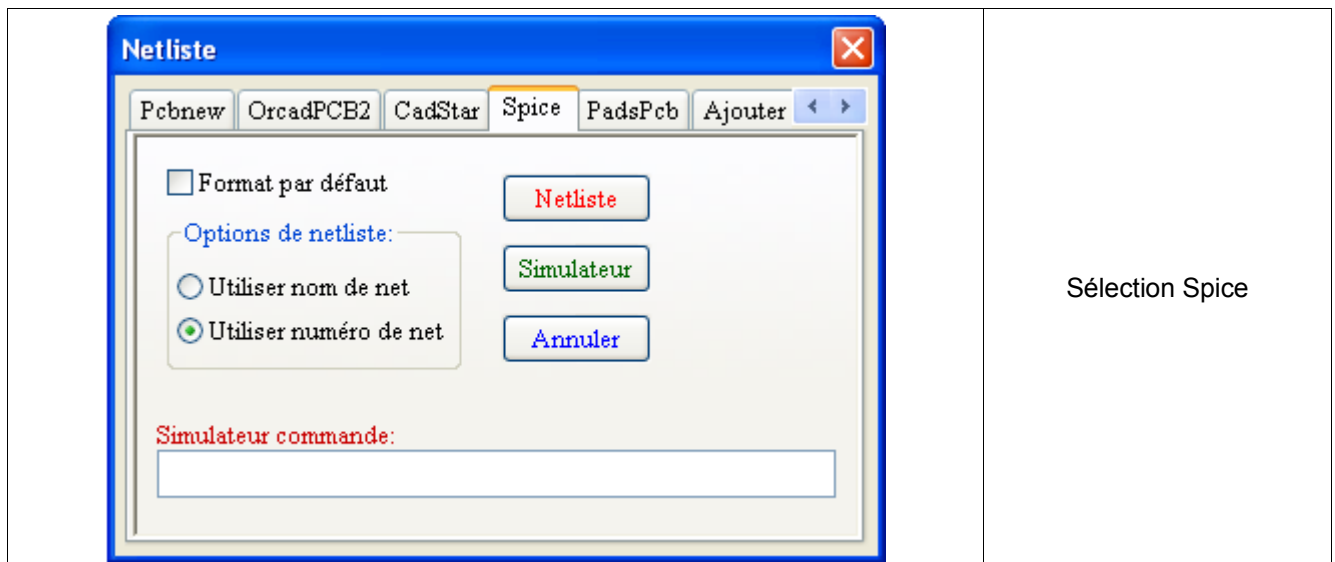 Netliste
Pcbnew OrcadPCB2 CadStar Spice PadsPcb Ajouter
Format par défaut
Netliste
Options de netliste:
Simulateur
Utiliser nom de net
Utiliser numéro de net
Annuler
Simulateur commande:
Sélection Spice